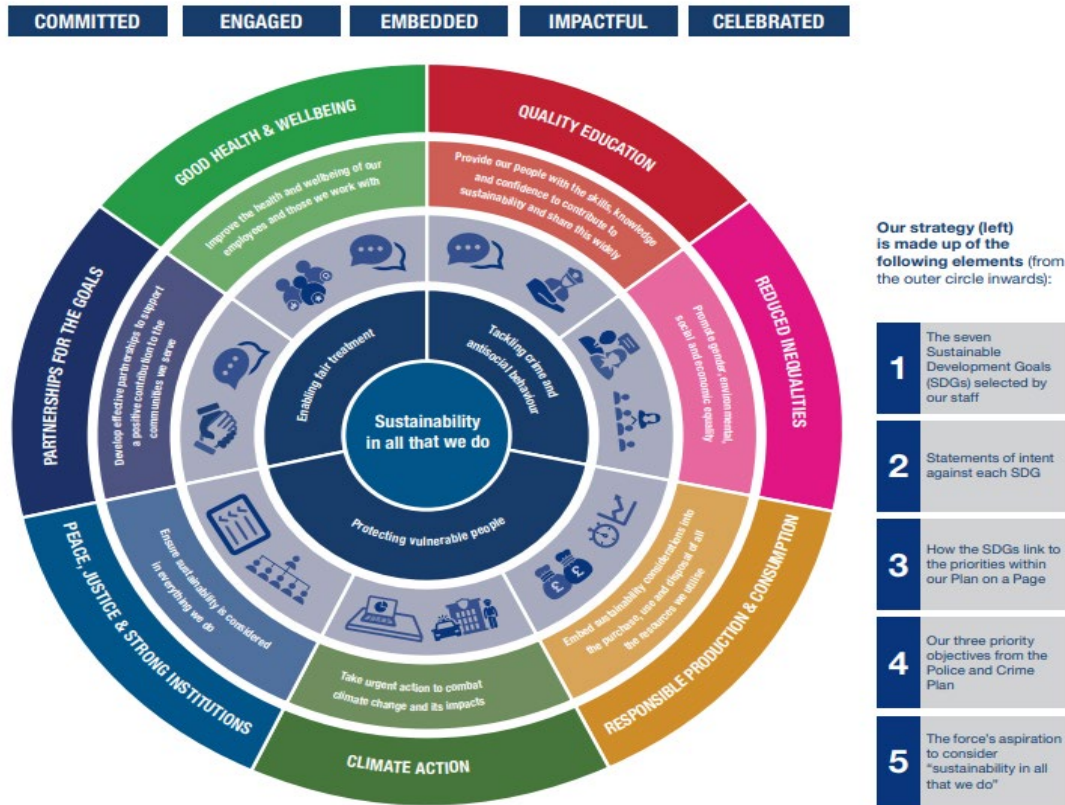 COMMITTED
ENGAGED
EMBEDDED
IMPACTFUL
CELEBRATED
GOOD HEALTH & WELLBEING
QUALITY EDUCATION
REDUCED INEQUALITIES
RESPONSIBLE PRODUCTION & CONSUMPTION
CLIMATE ACTION
PEACE, JUSTICE & STRONG INSTITUTIONS
PARTNERSHIPS FOR THE GOALS
Improve the health and wellbeing of our
employees and those we work with
Provide our people with the skills, knowledge
and confidence to contribute to
sustainability and share this widely
Promote gender, environmental,
social and economic equality
Embed sustainability considerations into
the purchase, use and disposal of all
the resources we utilise
Take urgent action to combat
climate change and its impacts
Ensure sustainability is considered
in everything we do
Develop effective partnerships to support
a positive contribution to the
communities we serve
££
Enabling fair treatment
Tackling crime and
antisocial behaviour
Protecting vulnerable people
Sustainability
in all that we do
Our strategy (left)
is made up of the
following elements (from
the outer circle inwards):
1
The seven
Sustainable
Development Goals
(SDGs) selected by
our staff
2
Statements of intent
against each SDG
3
How the SDGs link to
the priorities within
our Plan on a Page
4
Our three priority
objectives from the
Police and Crime
Plan
5
The force's aspiration
to consider
"sustainability in all
that we do"